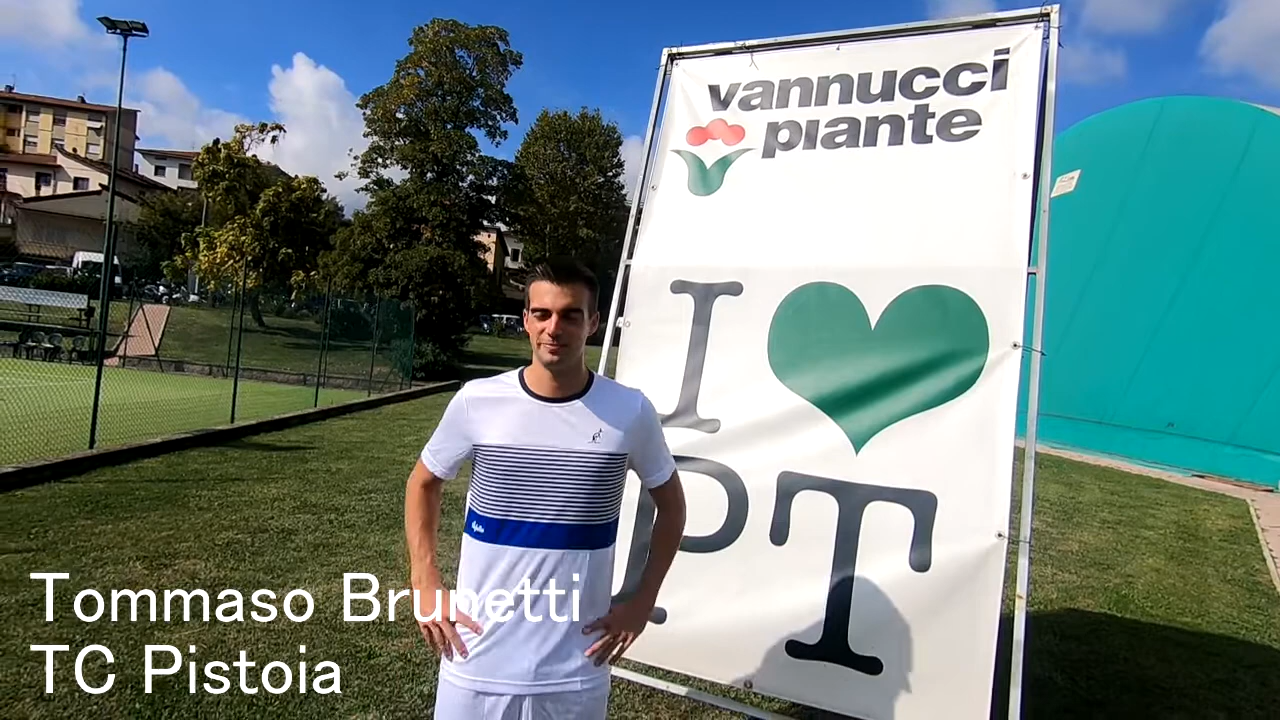 vannucci
piante
I
PT
Tommaso Brunetti
TC Pistoia